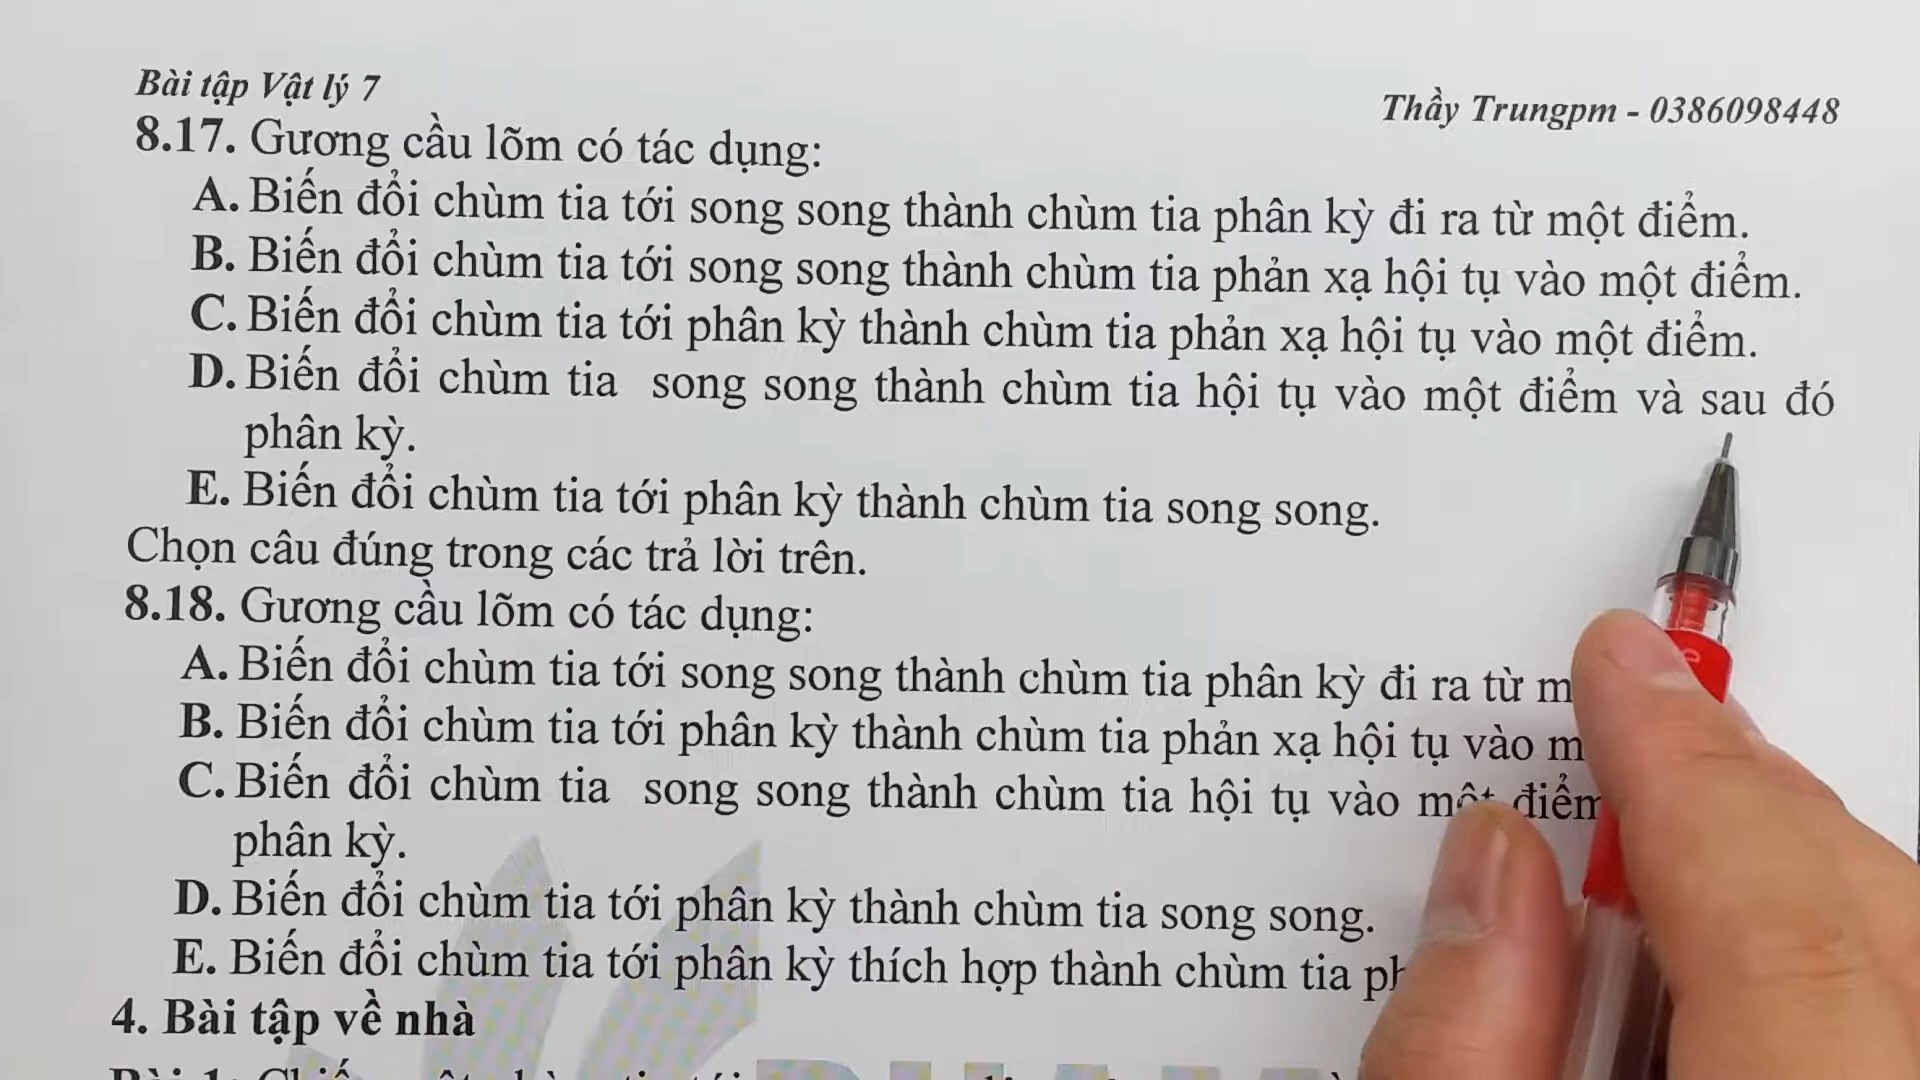 Bài tập Vật lý 7
Thầy Trungpm - 0386098448
8.17. Gương cầu lõm có tác dụng:
A. Biến đổi chùm tia tới song song thành chùm tia phân kỳ đi ra từ một điểm.
B. Biến đổi chùm tia tới song song thành chùm tia phản xạ hội tụ vào một điểm.
C. Biến đổi chùm tia tới phân kỳ thành chùm tia phản xạ hội tụ vào một điểm.
D. Biến đổi chùm tia song song thành chùm tia hội tụ vào một điểm và sau đó
phân kỳ.
E. Biến đổi chùm tia tới phân kỳ thành chùm tia song song.
Chọn câu đúng trong các trả lời trên.
8.18. Gương cầu lõm có tác dụng:
A. Biến đổi chùm tia tới song song thành chùm tia phân kỳ đi ra từ
B. Biến đổi chùm tia tới phân kỳ thành chùm tia phản xạ hội tụ vào
C. Biến đổi chùm tia song song thành chùm tia hội tụ vào một điểm
phân kỳ.
D. Biến đổi chùm tia tới phân kỳ thành chùm tia song song.
E. Biến đổi chùm tia tới phân kỳ thích hợp thành chùm tia
4. Bài tập về nhà